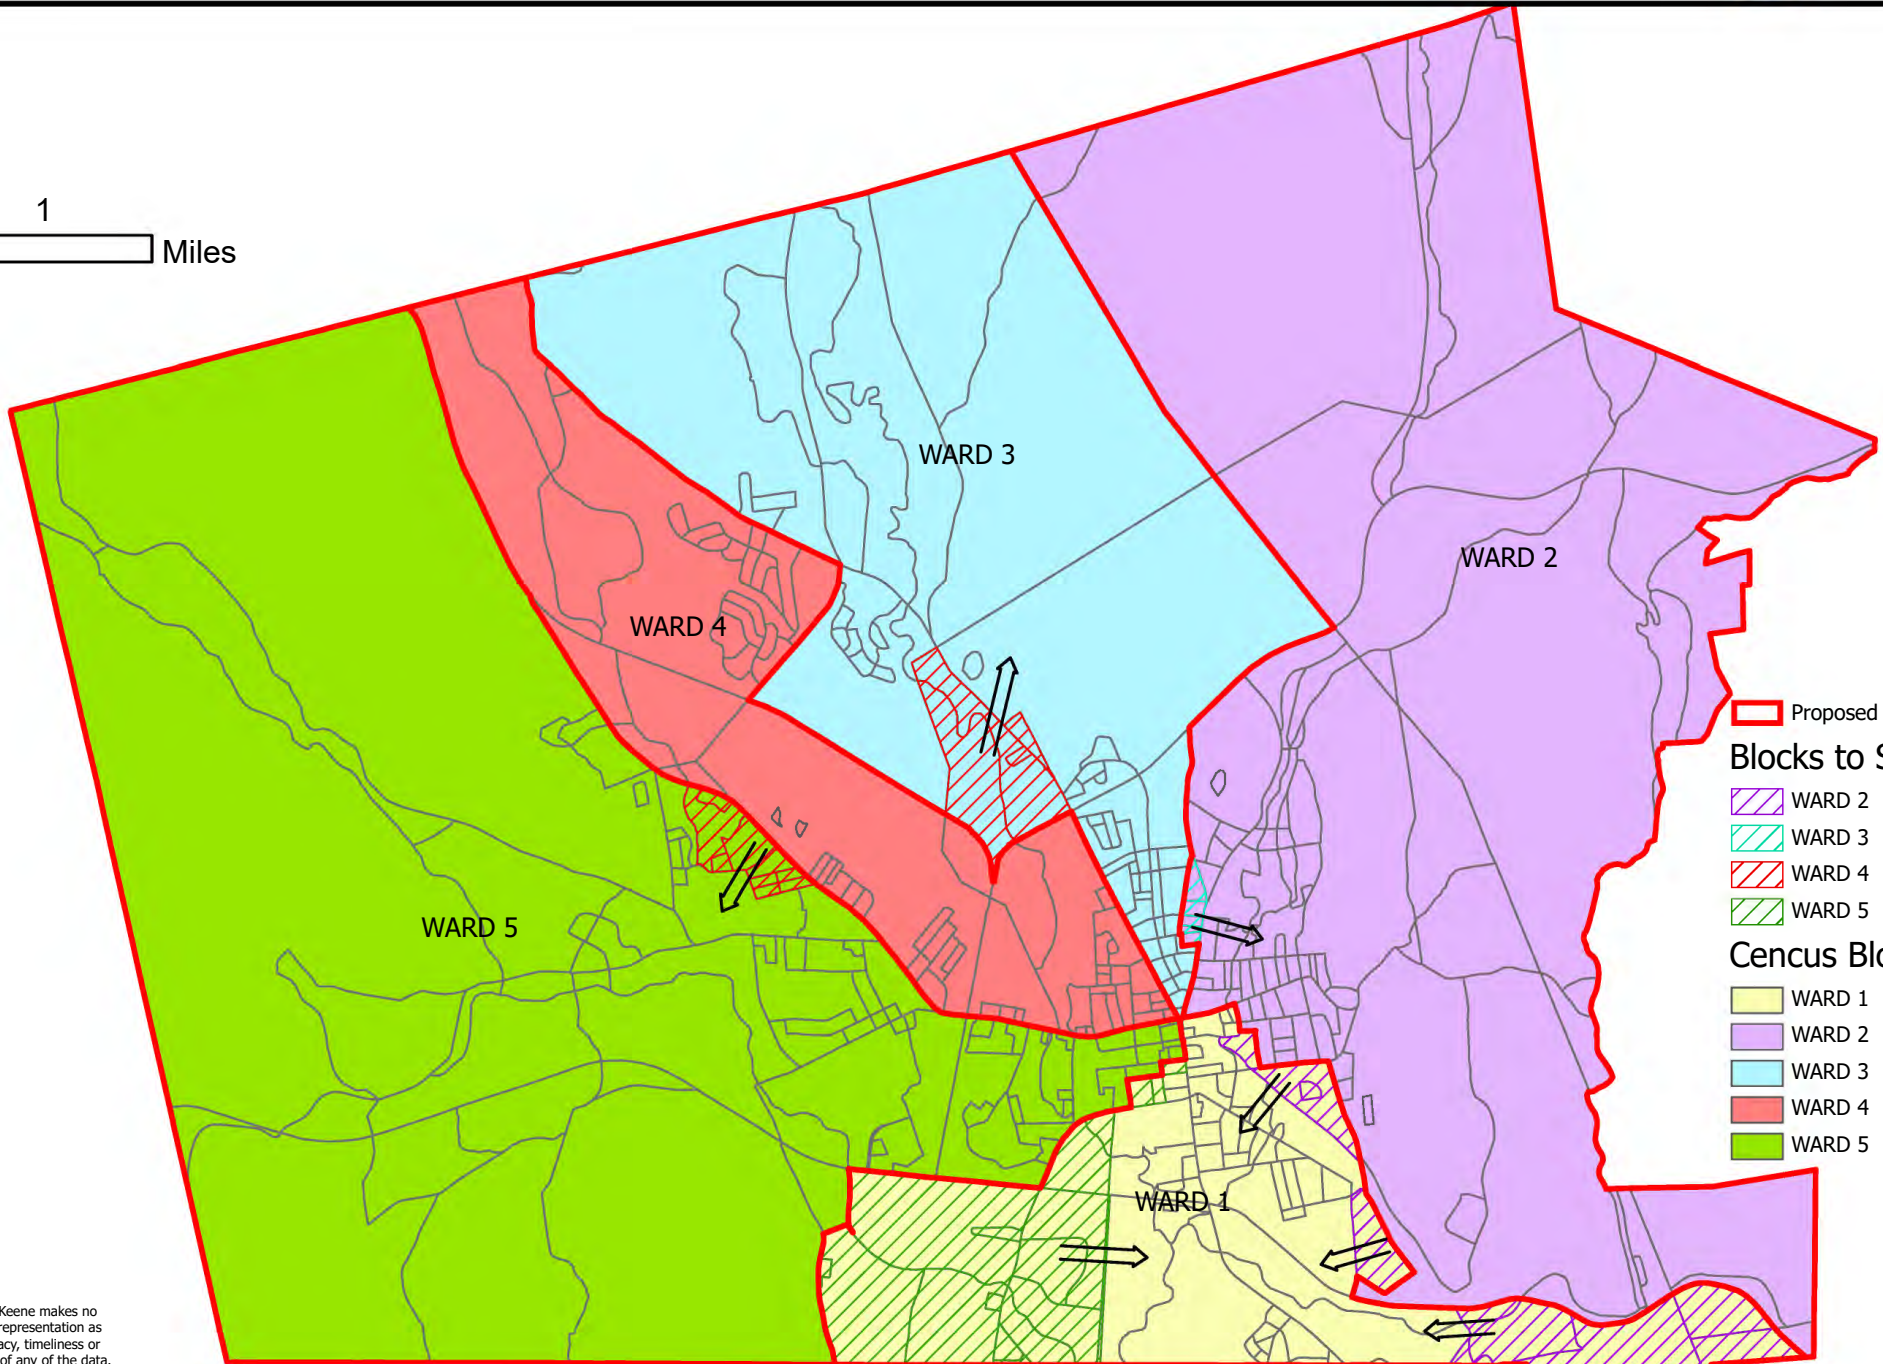 1
Miles
WARD 3
WARD 2
WARD 4
WARD 5
WARD 1
Proposed
Blocks to S
WARD 2
WARD 3
WARD 4
WARD 5
Cencus Blo
WARD 1
WARD 2
WARD 3
WARD 4
WARD 5
Keene makes no
representation as
acy, timeliness or
of any of the data.